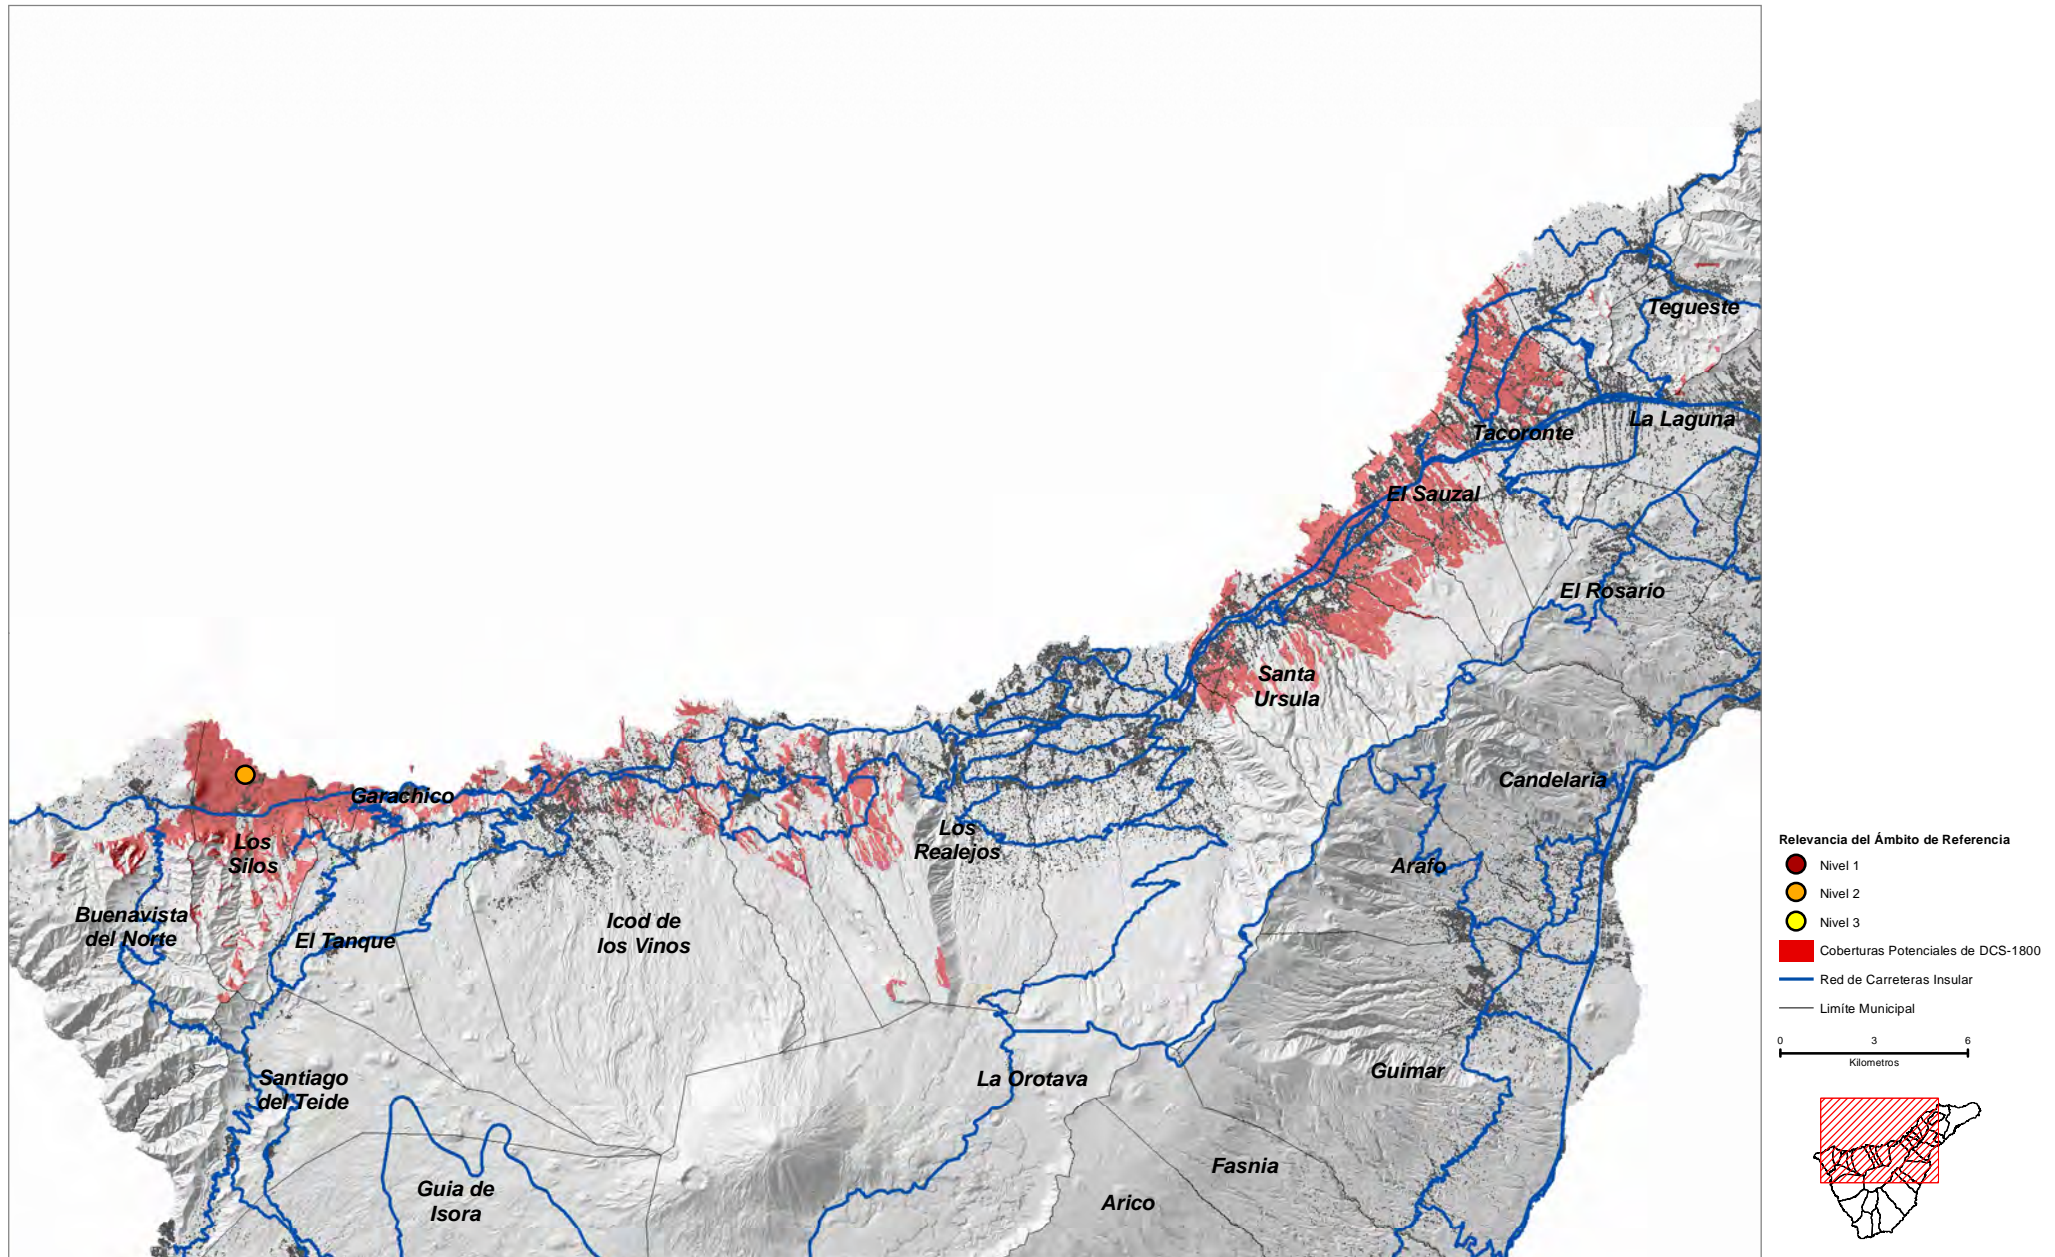 Tegueste
La Laguna
Tacoronte
El Sauzal
El Rosario
Santa
Ursula
Candelaria
Garachico
Los
Silos
Los
Realejos
Arafo
Buenavista
del Norte
El Tanque
Icod de
los Vinos
Santiago
del Teide
La Orotava
Guimar
Guia de
Isora
Fasnia
Arico
Relevancia del Ámbito de Referencia
Nivel 1
Nivel 2
Nivel 3
Coberturas Potenciales de DCS-1800
Red de Carreteras Insular
Limíte Municipal
0 3 6
Kilometros